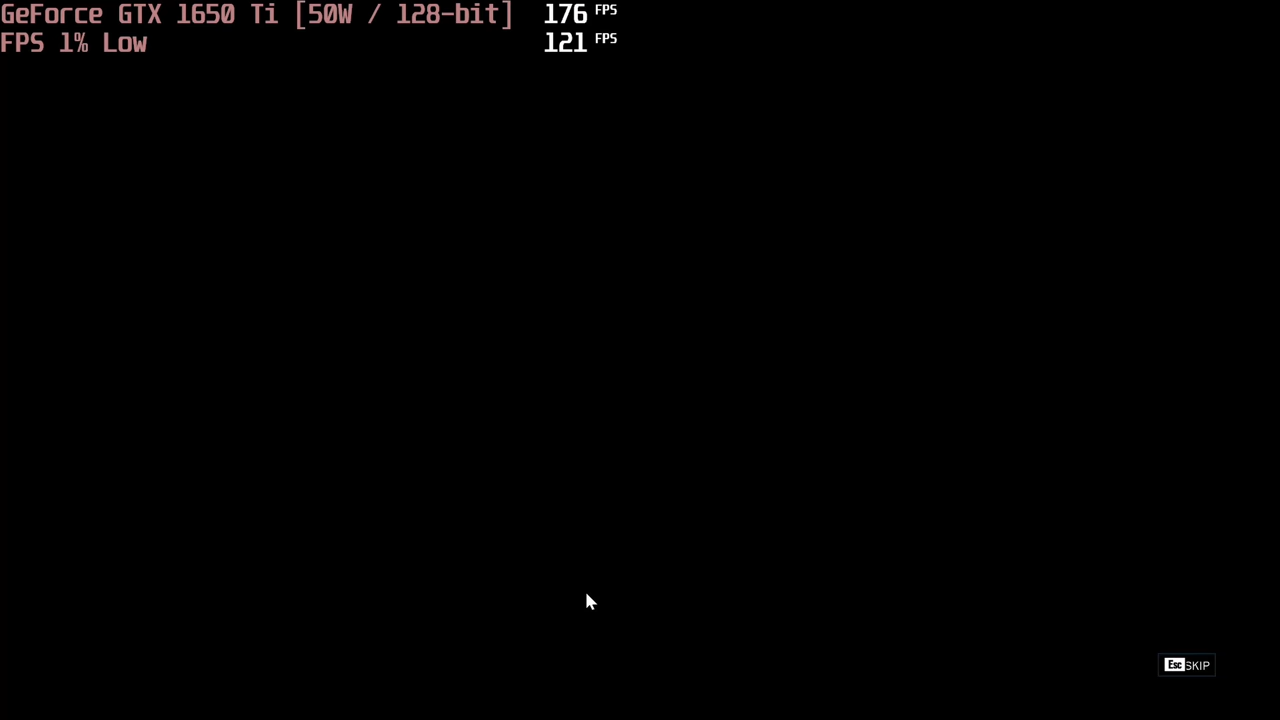 GeForce GTX 1650 Ti [50W / 128-bit] 176 FPS
FPS 1% Low 121 FPS
Esc SKIP